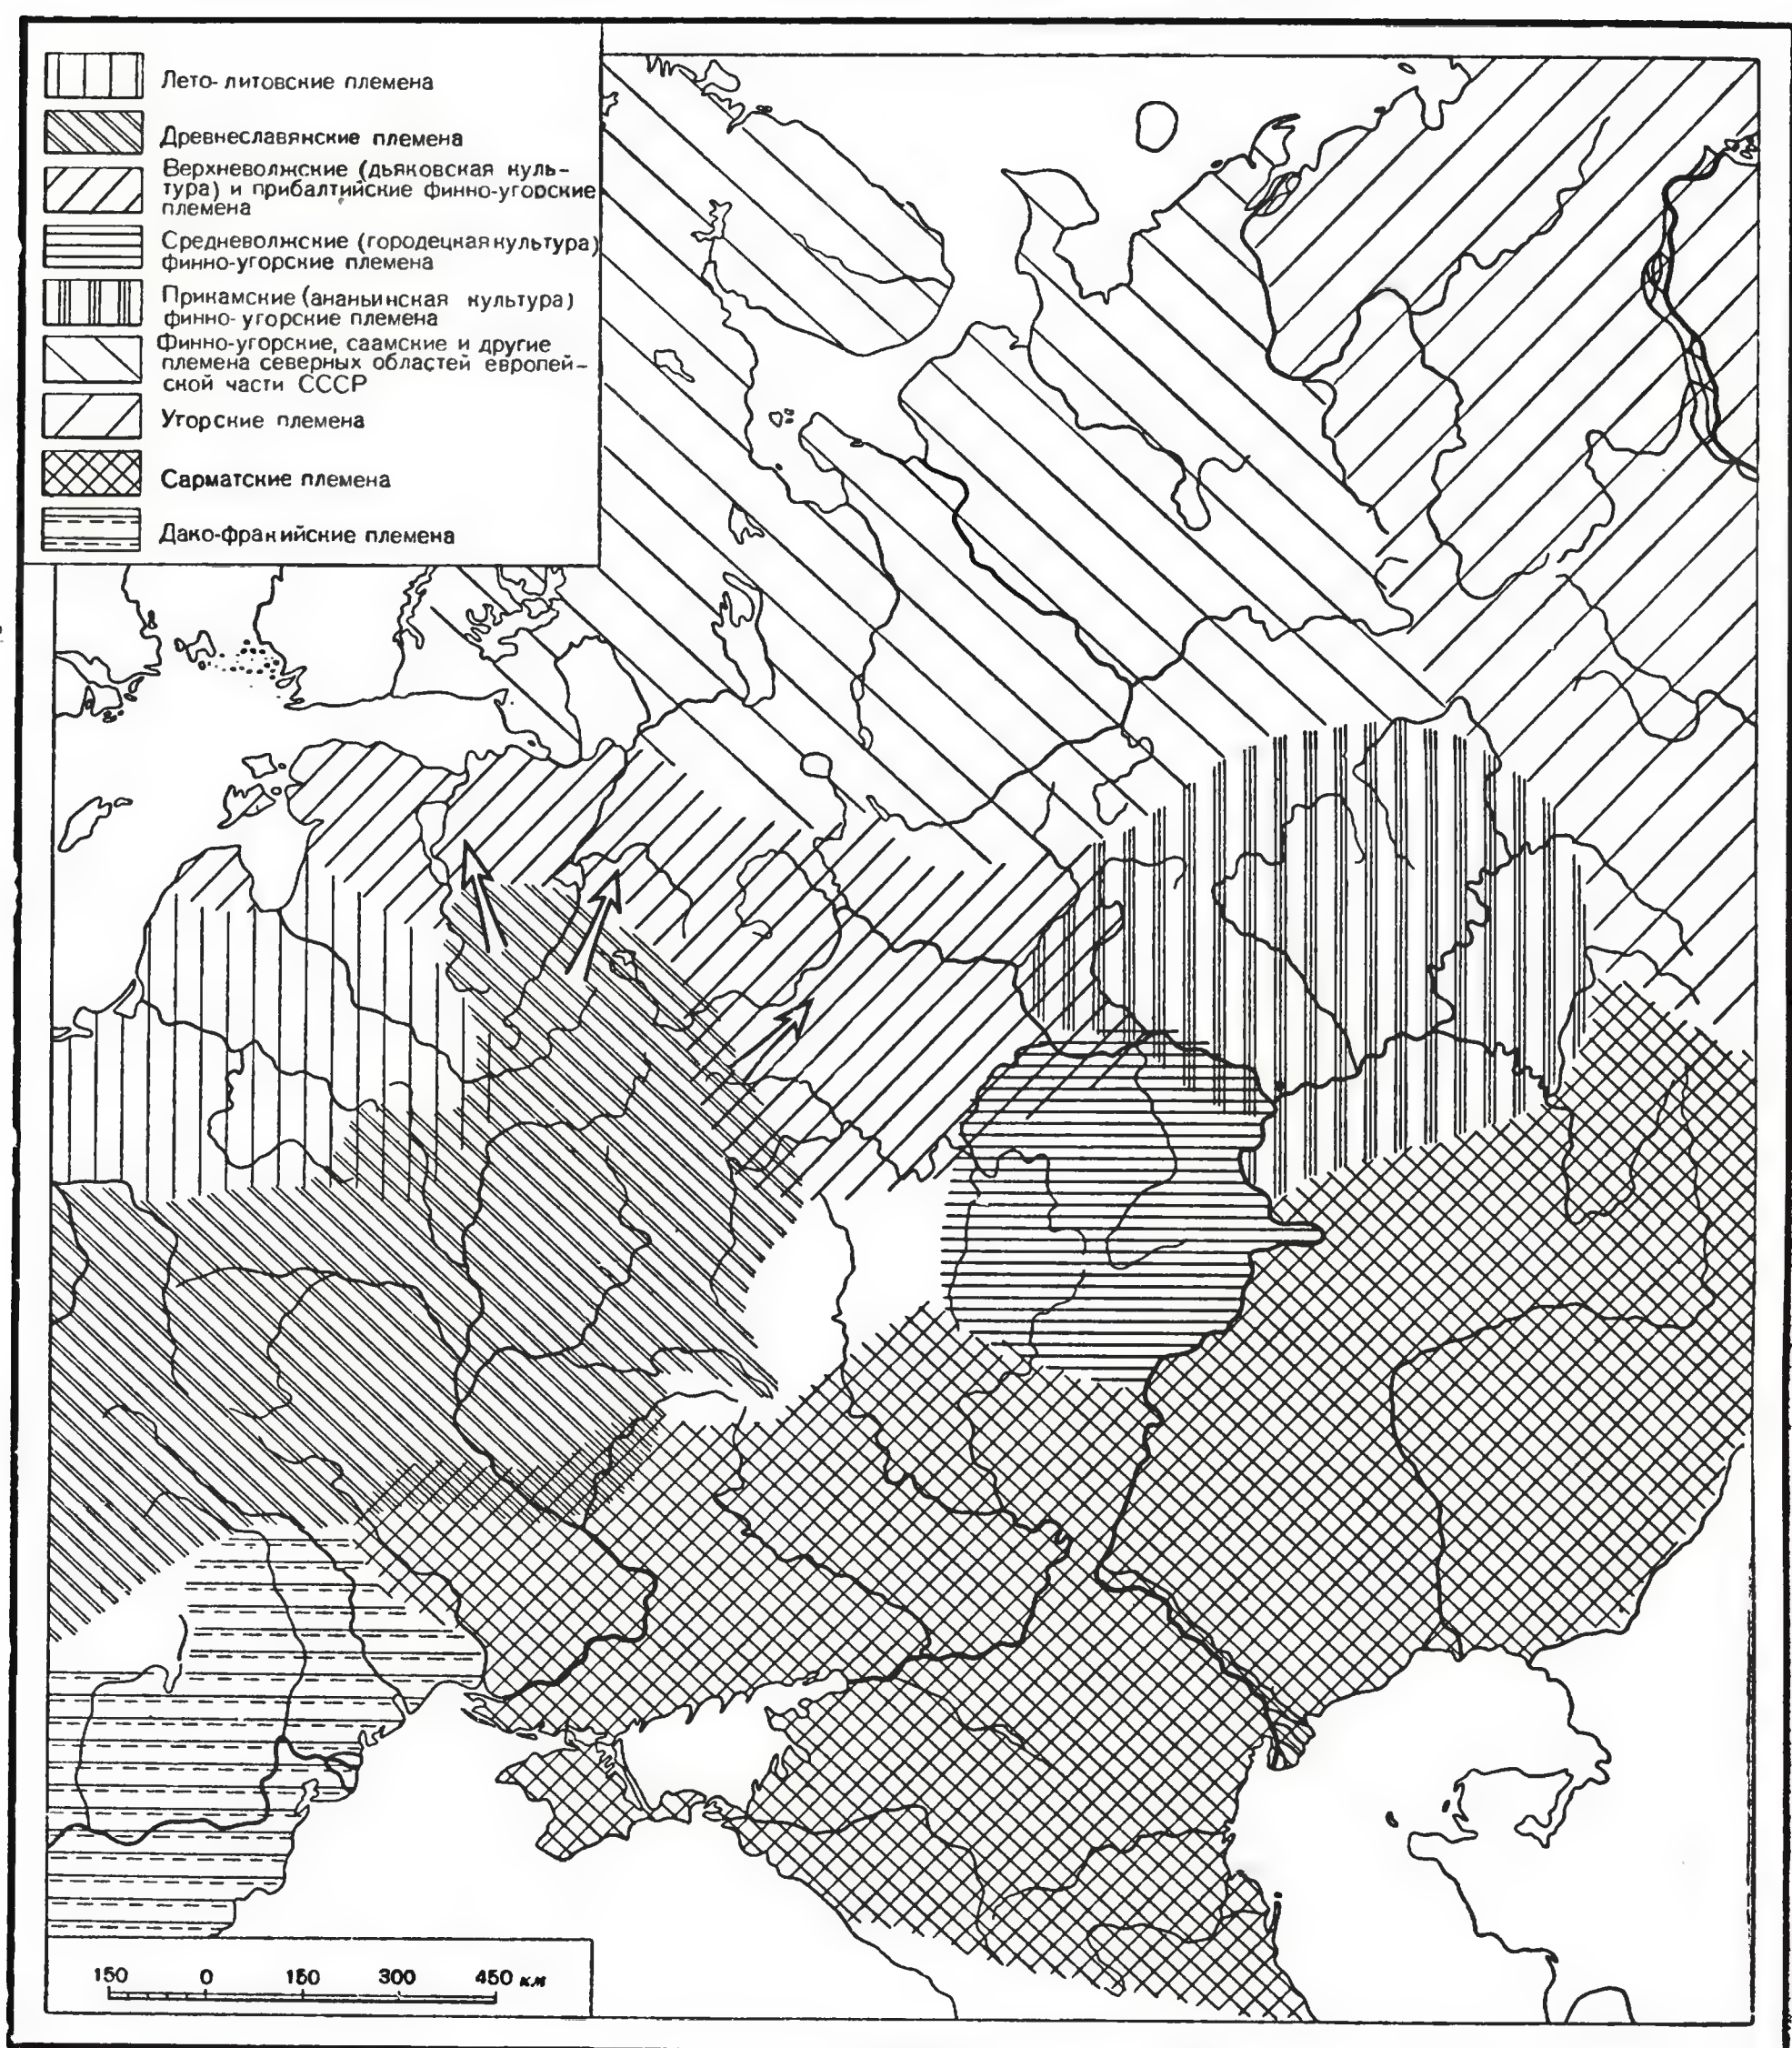 Лето-литовские племена
Древнеславянские племена
Верхневолжские (дьяковская куль-
тура) и прибалтийские финно-угорские
племена
Средневолжские (городецкая культура)
финно-угорские племена
Прикамские (ананьинская культура)
финно-угорские племена
Финно-угорские, саамские и другие
племена северных областей европей-
ской части СССР
Угорские племена
Сарматские племена
Дако-фракийские племена
150 0 150 300 450 км